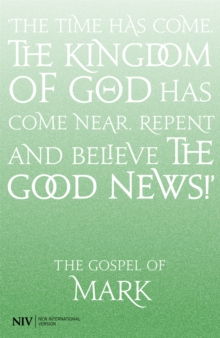 'THE TIME HAS COME.
THE KINGDOM
OF GOD HAS
COME NEAR. REPENT
AND BELIEVE THE
GOOD NEWS!'
THE GOSPEL OF
MARK
NIV NEW INTERNATIONAL
VERSION